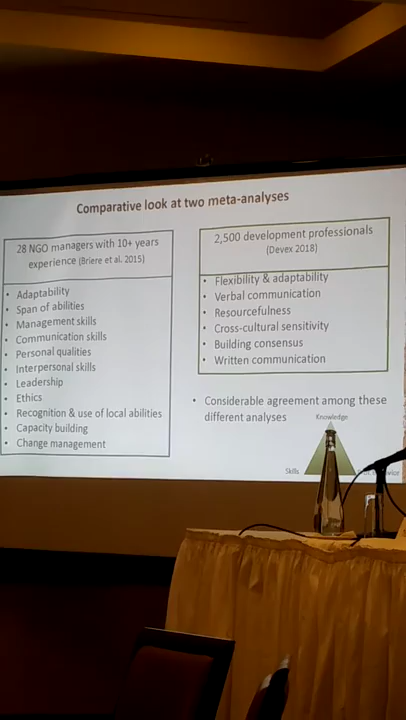 Comparative look at two meta-analyses
28 NGO managers with 10+ years
experience (Briere et al. 2015)
• Adaptability
• Span of abilities
• Management skills
• Communication skills
• Personal qualities
• Interpersonal skills
• Leadership
• Ethics
• Recognition & use of local abilities
• Capacity building
• Change management
2,500 development professionals
(Devex 2018)
• Flexibility & adaptability
• Verbal communication
• Resourcefulness
• Cross-cultural sensitivity
• Building consensus
• Written communication
• Considerable agreement among these
different analyses
Knowledge
Skills